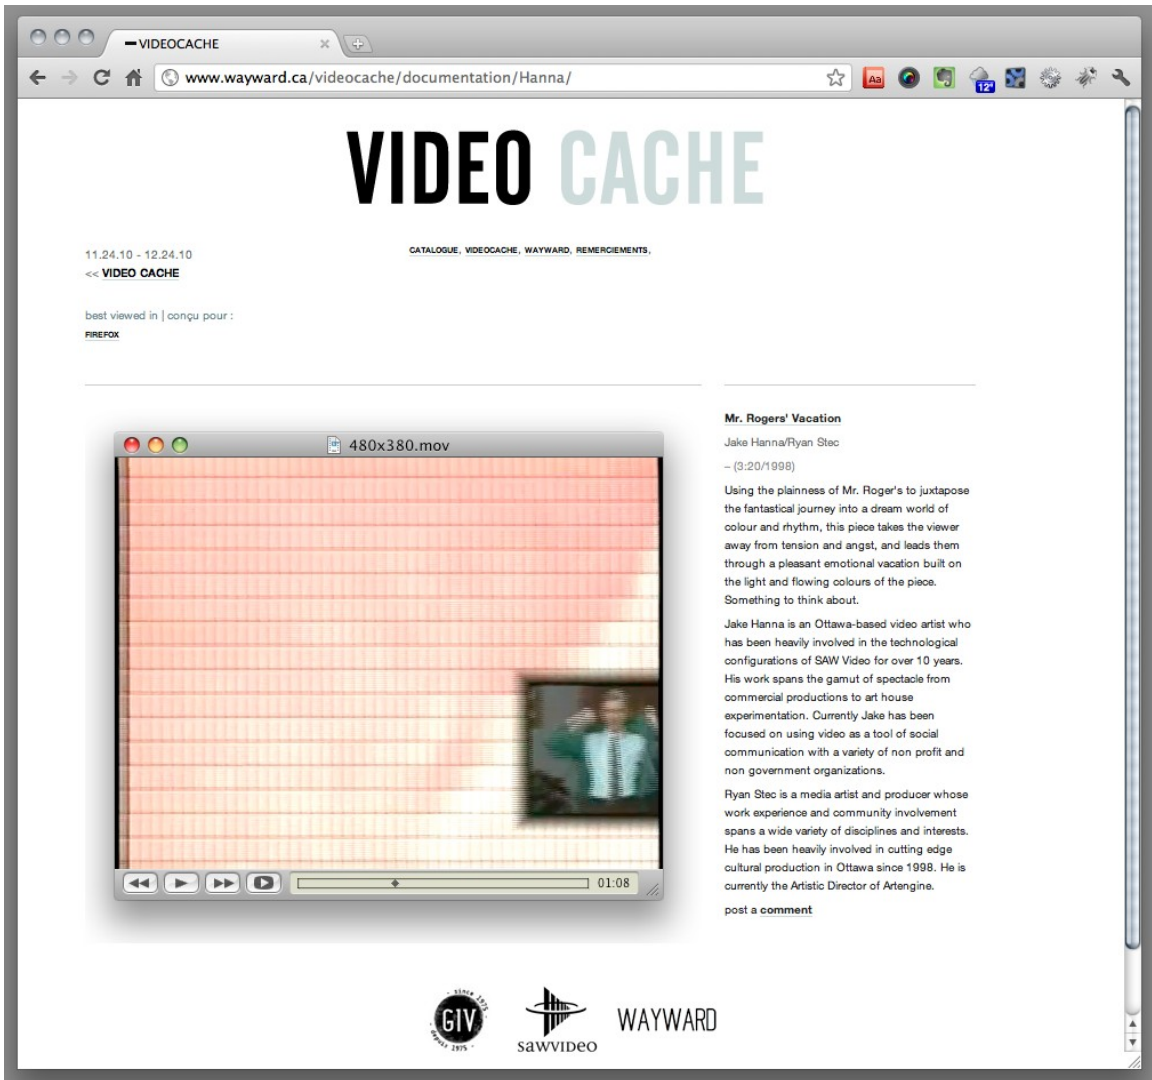 VIDEOCACHE
www.wayward.ca/videocache/documentation/Hanna/
Aa
12°
VIDEO CACHE
11.24.10 - 12.24.10
<< VIDEO CACHE
CATALOGUE, VIDEOCACHE, WAYWARD, REMERCIEMENTS,
best viewed in | conçu pour :
FIREFOX
480x380.mov
01:08
Mr. Rogers' Vacation
Jake Hanna/Ryan Stec
– (3:20/1998)
Using the plainness of Mr. Roger's to juxtapose
the fantastical journey into a dream world of
colour and rhythm, this piece takes the viewer
away from tension and angst, and leads them
through a pleasant emotional vacation built on
the light and flowing colours of the piece.
Something to think about.
Jake Hanna is an Ottawa-based video artist who
has been heavily involved in the technological
configurations of SAW Video for over 10 years.
His work spans the gamut of spectacle from
commercial productions to art house
experimentation. Currently Jake has been
focused on using video as a tool of social
communication with a variety of non profit and
non government organizations.
Ryan Stec is a media artist and producer whose
work experience and community involvement
spans a wide variety of disciplines and interests.
He has been heavily involved in cutting edge
cultural production in Ottawa since 1998. He is
currently the Artistic Director of Artengine.
post a comment
· since 1975 ·
GIV
· depuis 1975 ·
SAWVIDEO
WAYWARD